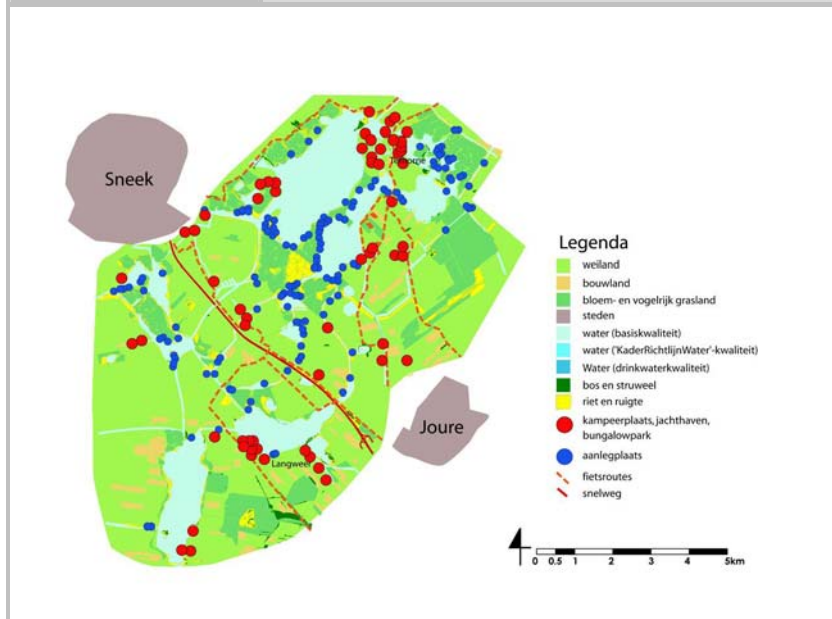 Sneek
Terhorne
Langweer
Joure
Legenda
weiland
bouwland
bloem- en vogelrijk grasland
steden
water (basiskwaliteit)
water ('KaderRichtlijnWater'-kwaliteit)
Water (drinkwaterkwaliteit)
bos en struweel
riet en ruigte
kampeerplaats, jachthaven,
bungalowpark
aanlegplaats
fietsroutes
snelweg
0 0.5 1 2 3 4 5km